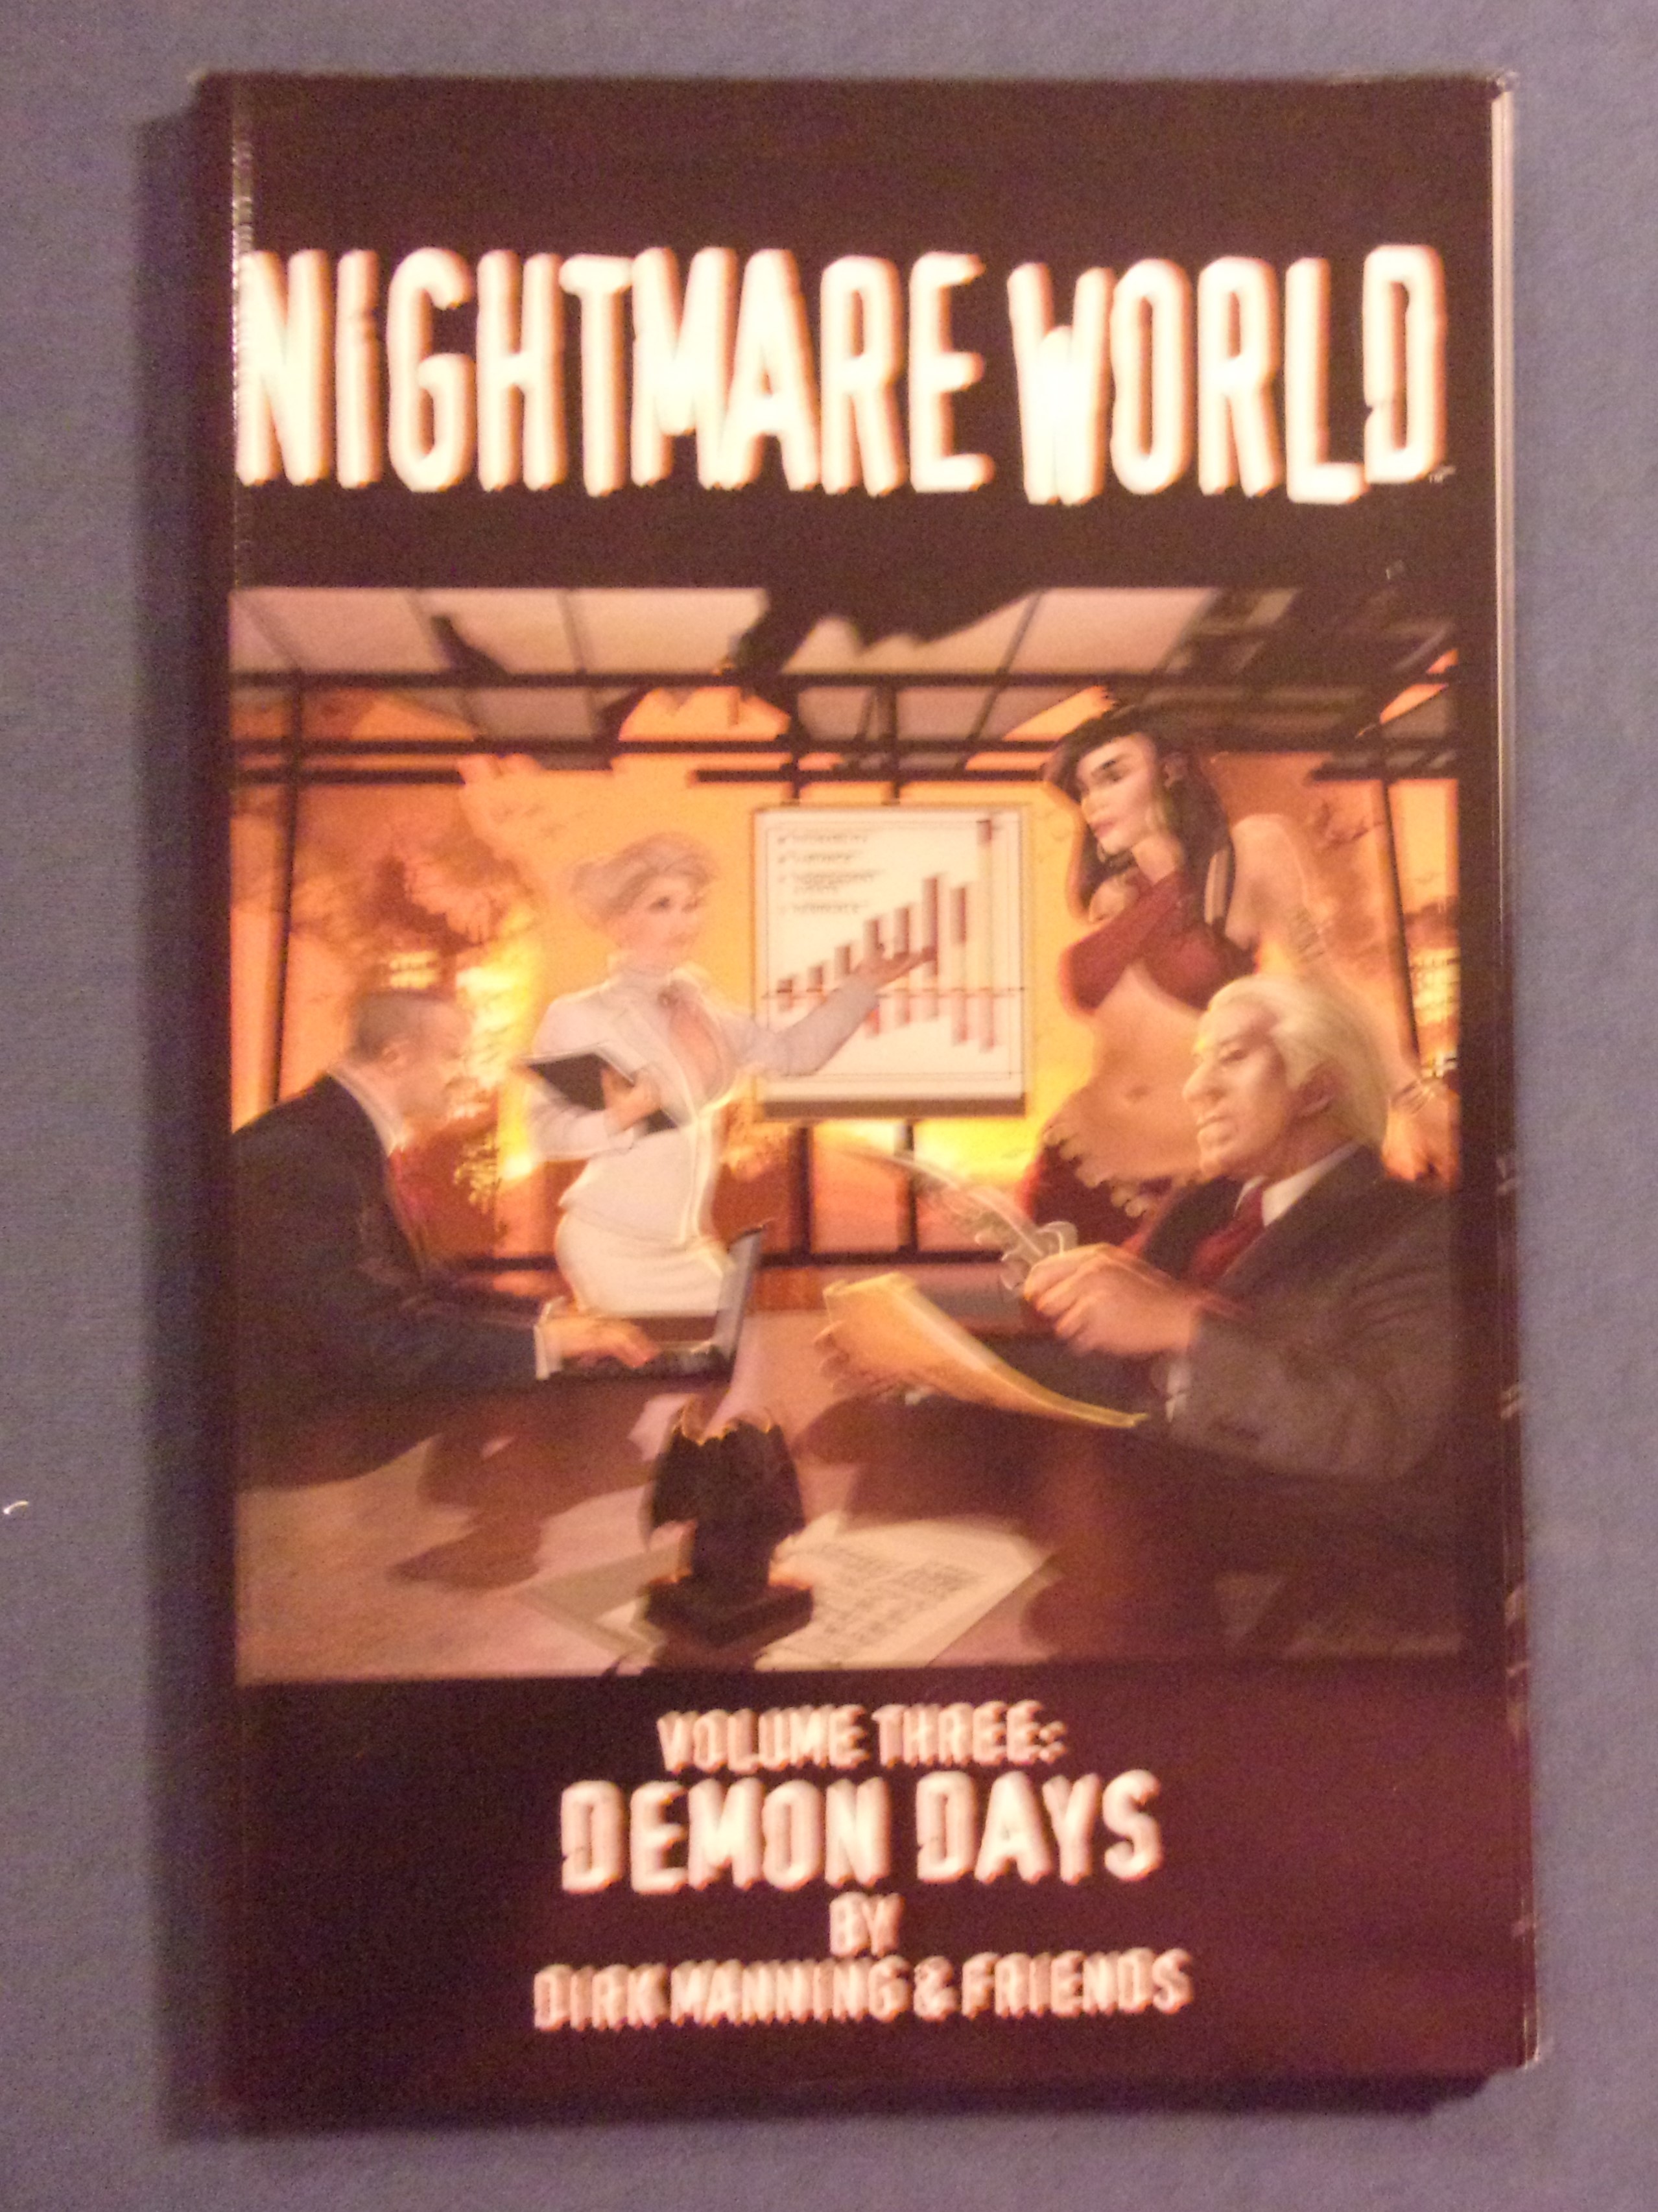 NIGHTMARE WORLD
VOLUME THREE:
DEMON DAYS
BY
DIRK MANNING & FRIENDS